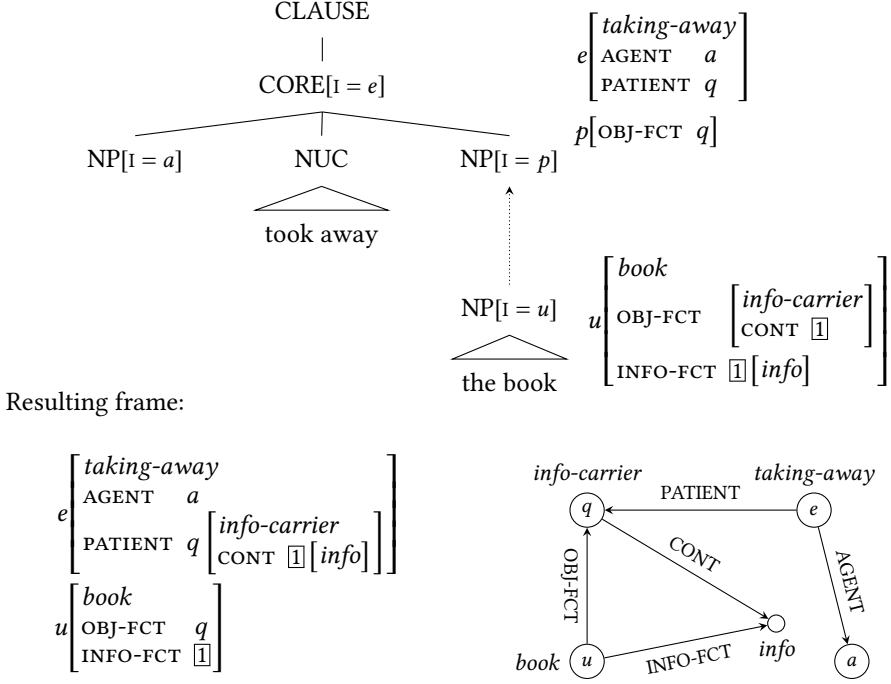 CLAUSE
CORE[I = e]
NP[I = a] NUC NP[I = p]
took away
e[taking-away
AGENT a
PATIENT q]
p[OBJ-FCT q]
NP[I = u]
the book
u[book
OBJ-FCT [info-carrier
CONT 1]
INFO-FCT 1[info]]
Resulting frame:
e[taking-away
AGENT a
PATIENT q [info-carrier
CONT 1[info]]]
u[book
OBJ-FCT q
INFO-FCT 1]
info-carrier taking-away
q PATIENT e
OBJ-FCT CONT AGENT
book u INFO-FCT info a